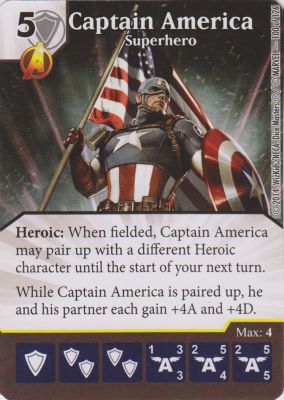 5 Captain America
Superhero
Heroic: When fielded, Captain America
may pair up with a different Heroic
character until the start of your next turn.
While Captain America is paired up, he
and his partner each gain +4A and +4D.
Max: 4
1 3 A 3
2 5 A 4
2 5 A 5